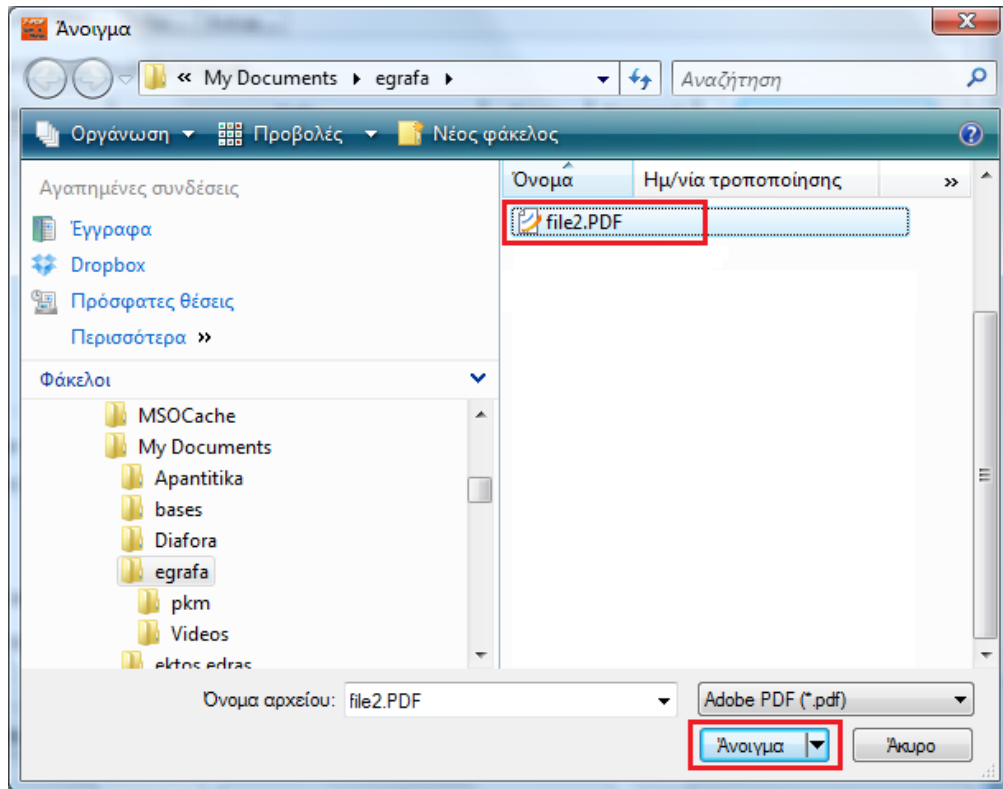 Άνοιγμα
« My Documents egrafa
Αναζήτηση
Οργάνωση Προβολές Νέος φάκελος
Αγαπημένες συνδέσεις
Έγγραφα
Dropbox
Πρόσφατες θέσεις
Περισσότερα »
Φάκελοι
MSOCache
My Documents
Apantitika
bases
Diafora
egrafa
pkm
Videos
ektos edras
Όνομα Ημ/νία τροποποίησης »
file2.PDF
Όνομα αρχείου: file2.PDF
Adobe PDF (*.pdf)
Άνοιγμα Άκυρο